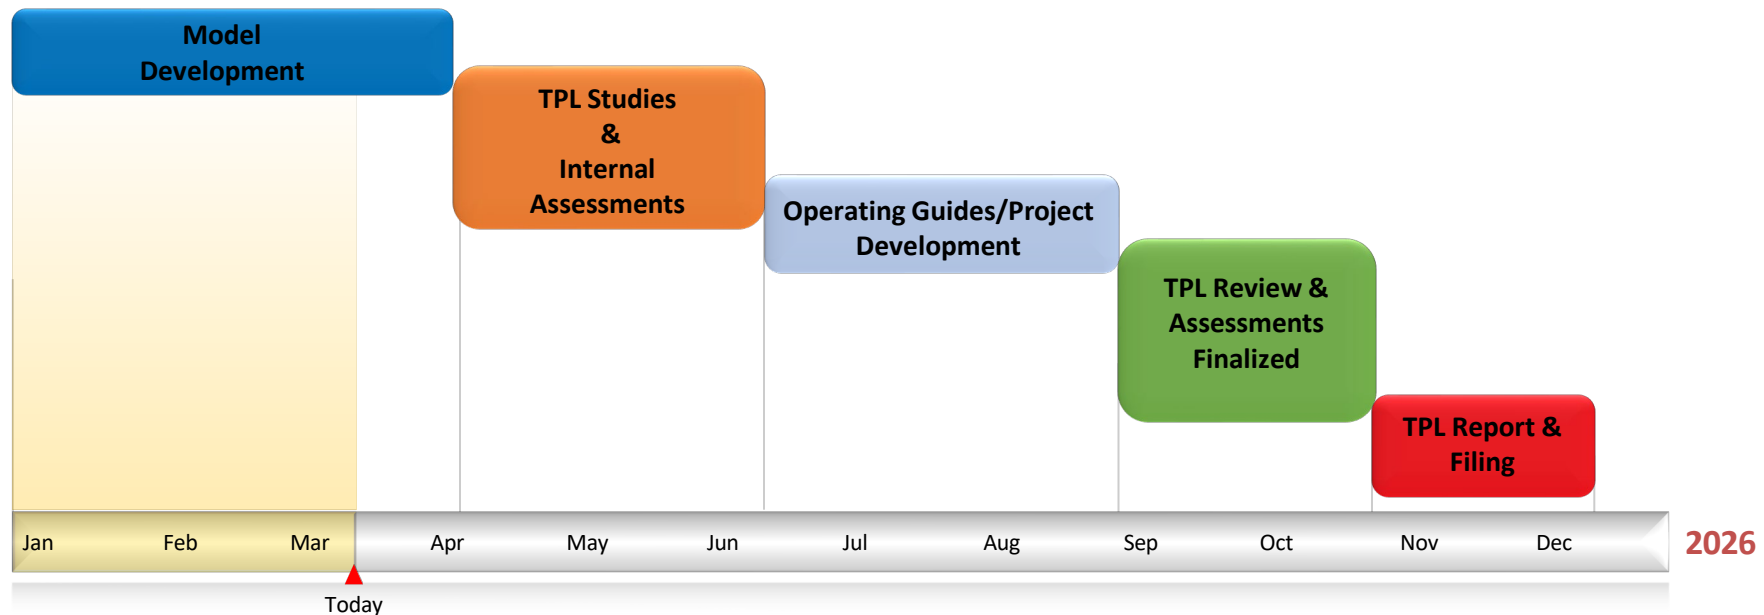 Model
Development
TPL Studies
&
Internal
Assessments
Operating Guides/Project
Development
TPL Review &
Assessments
Finalized
TPL Report &
Filing
Jan Feb Mar Apr May Jun Jul Aug Sep Oct Nov Dec 2026
Today